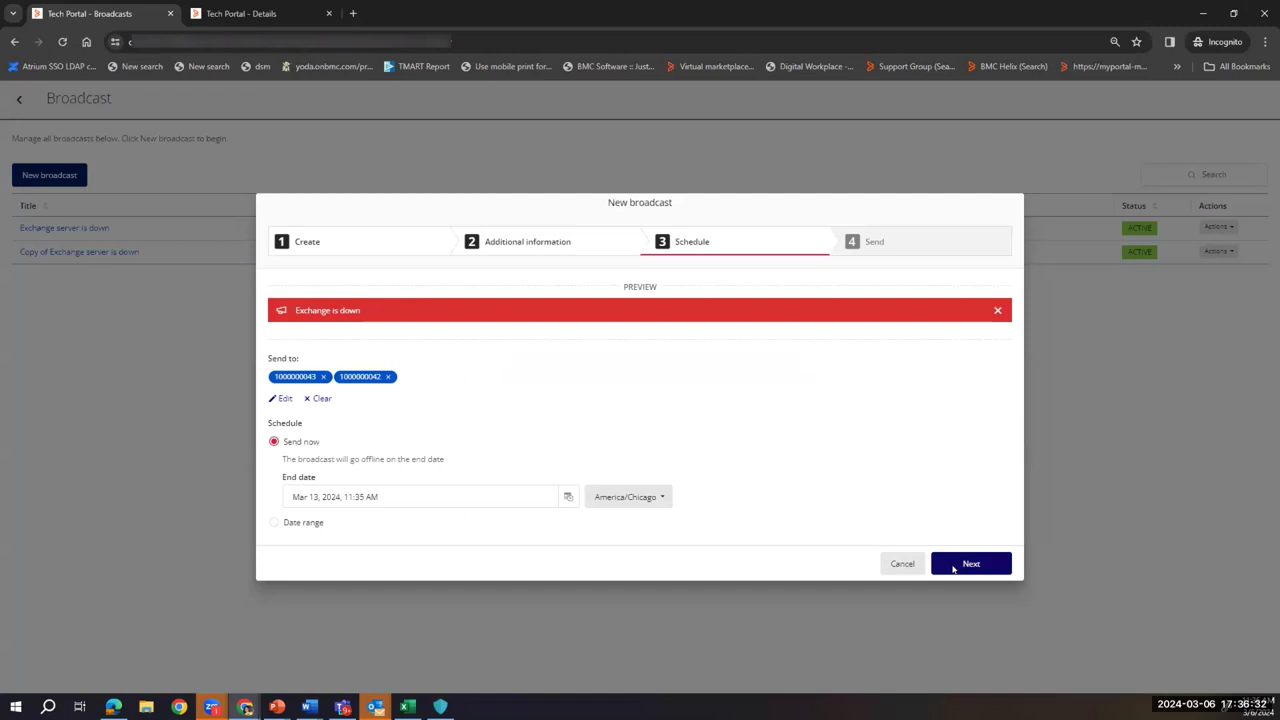 Tech Portal - Broadcasts
Tech Portal - Details
Incognito
Atrium SSO LDAP c...
New search
New search
dsm
yoda.onbmc.com/pr...
TMART Report
Use mobile print for...
BMC Software :: Just...
Virtual marketplace...
Digital Workplace -...
Support Group (Sea...
BMC Helix (Search)
https://myportal-m...
»
All Bookmarks
Broadcast
Manage all broadcasts below. Click New broadcast to begin.
New broadcast
Search
Title
Status
Actions
Exchange server is down
ACTIVE
Actions
Copy of Exchange server is down
ACTIVE
Actions
New broadcast
1 Create
2 Additional information
3 Schedule
4 Send
PREVIEW
Exchange is down
Send to:
1000000043 ×
1000000042 ×
Edit
× Clear
Schedule
Send now
The broadcast will go offline on the end date
End date
Mar 13, 2024, 11:35 AM
America/Chicago
Date range
Cancel
Next
2024-03-06 17:36:32
3/6/2024